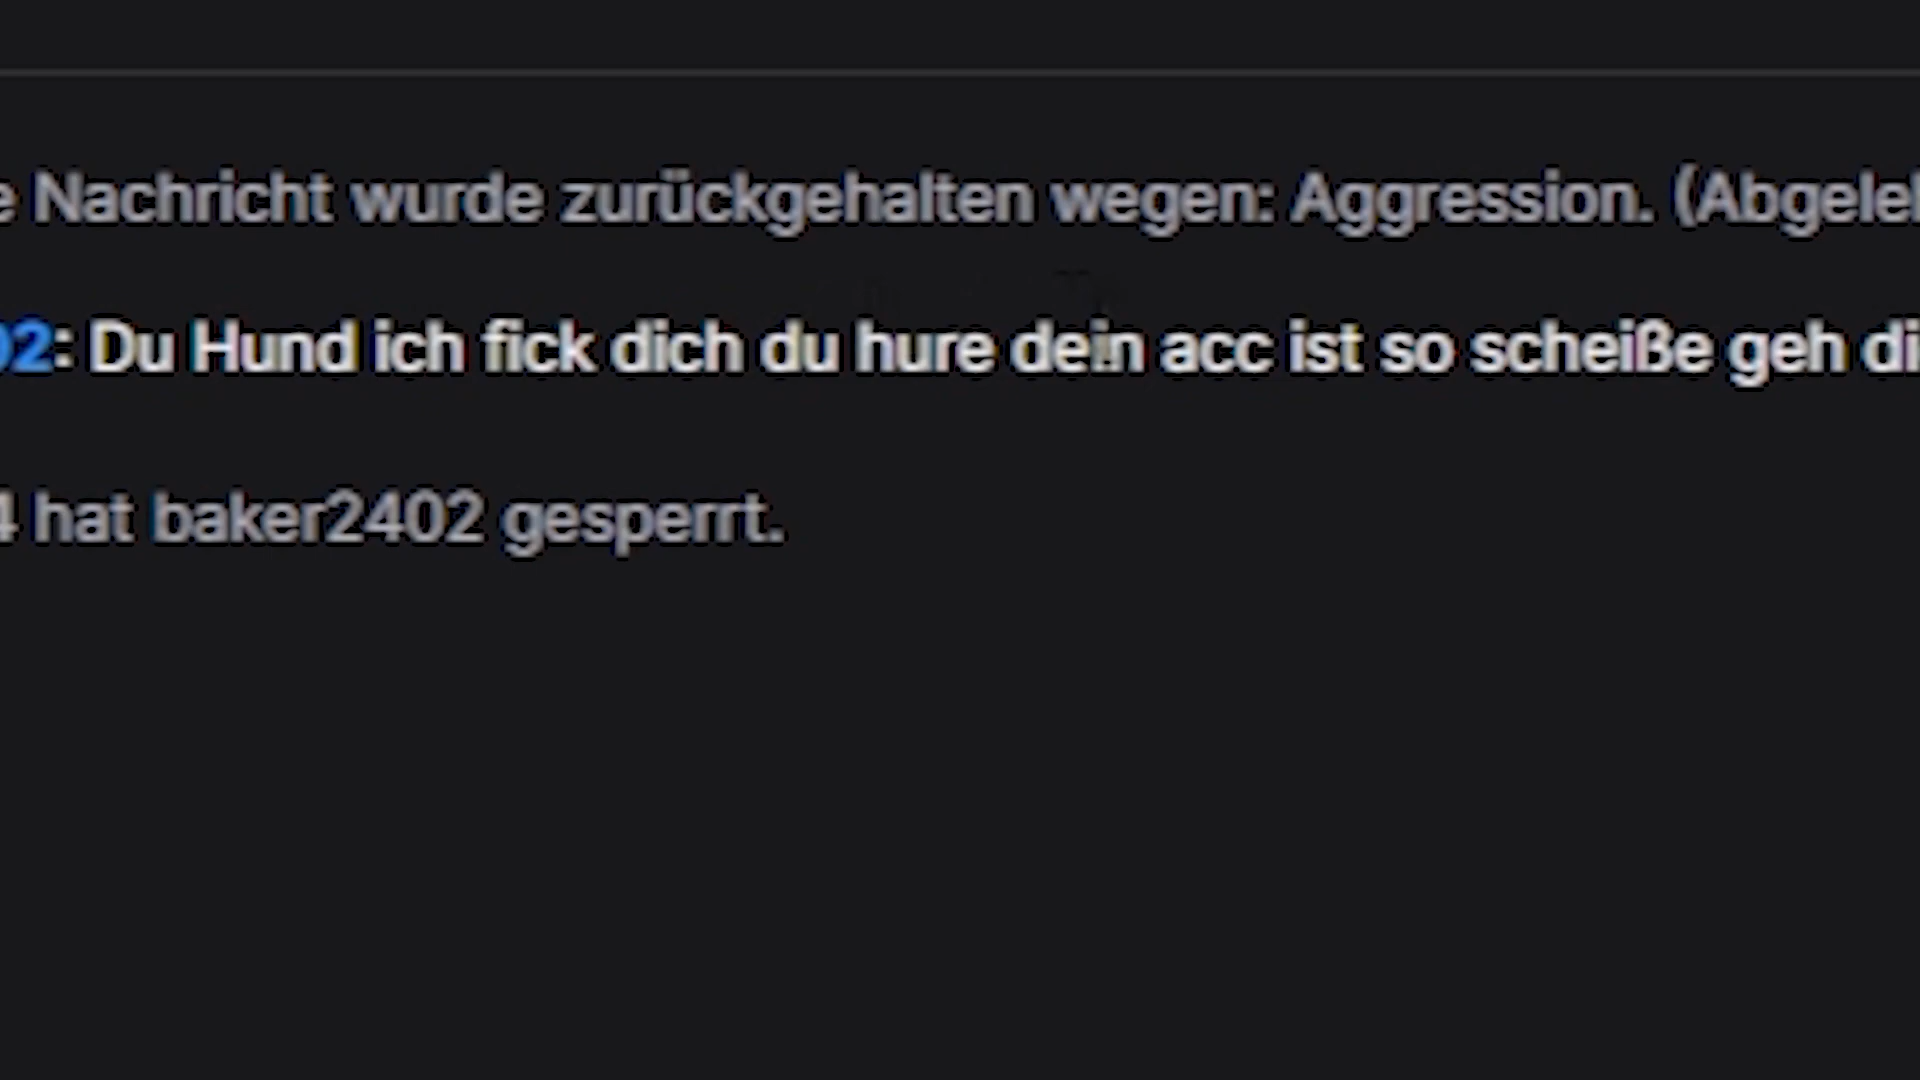 e Nachricht wurde zurückgehalten wegen: Aggression. (Abgeleh
02: Du Hund ich fick dich du hure dein acc ist so scheiße geh di
4 hat baker2402 gesperrt.